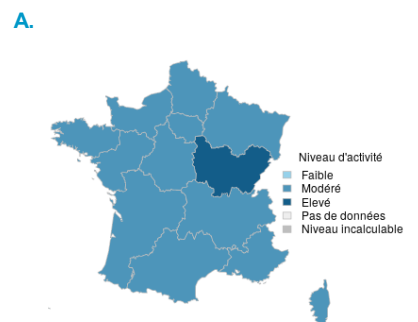 A.
Niveau d'activité
Faible
Modéré
Elevé
Pas de données
Niveau incalculable